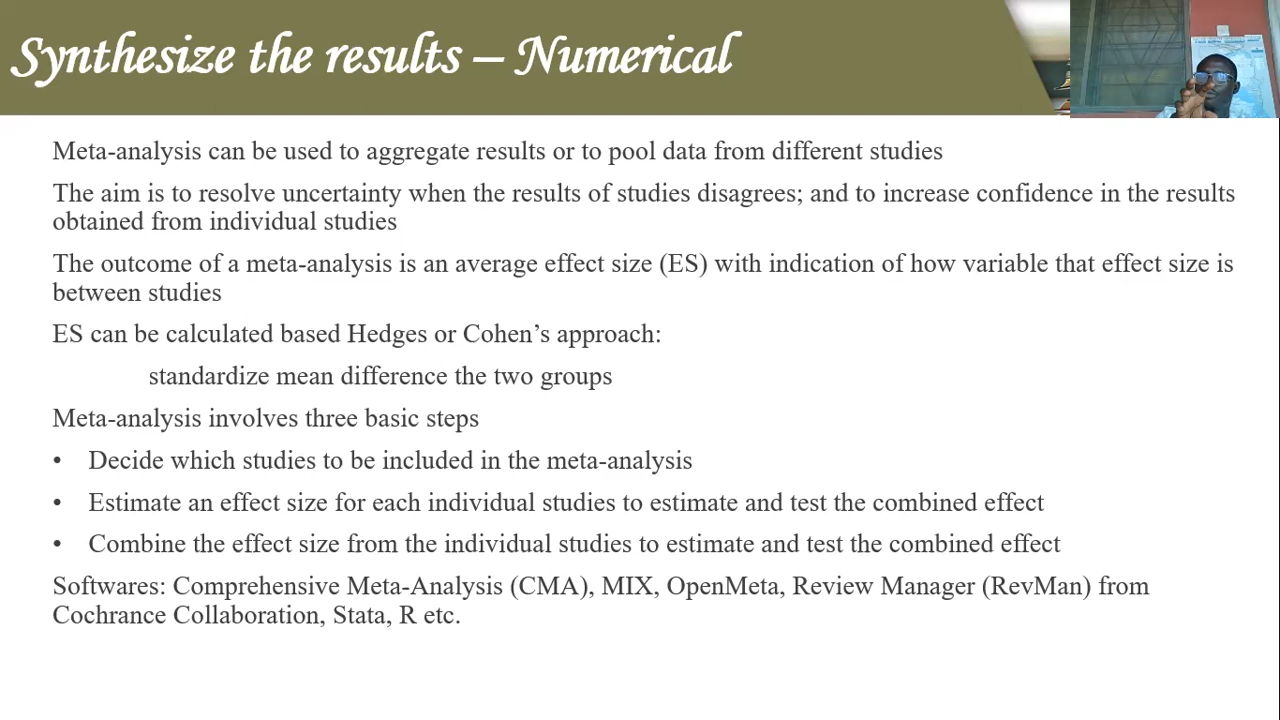 Synthesize the results – Numerical
Meta-analysis can be used to aggregate results or to pool data from different studies
The aim is to resolve uncertainty when the results of studies disagrees; and to increase confidence in the results
obtained from individual studies
The outcome of a meta-analysis is an average effect size (ES) with indication of how variable that effect size is
between studies
ES can be calculated based Hedges or Cohen’s approach:
standardize mean difference the two groups
Meta-analysis involves three basic steps
• Decide which studies to be included in the meta-analysis
• Estimate an effect size for each individual studies to estimate and test the combined effect
• Combine the effect size from the individual studies to estimate and test the combined effect
Softwares: Comprehensive Meta-Analysis (CMA), MIX, OpenMeta, Review Manager (RevMan) from
Cochrance Collaboration, Stata, R etc.